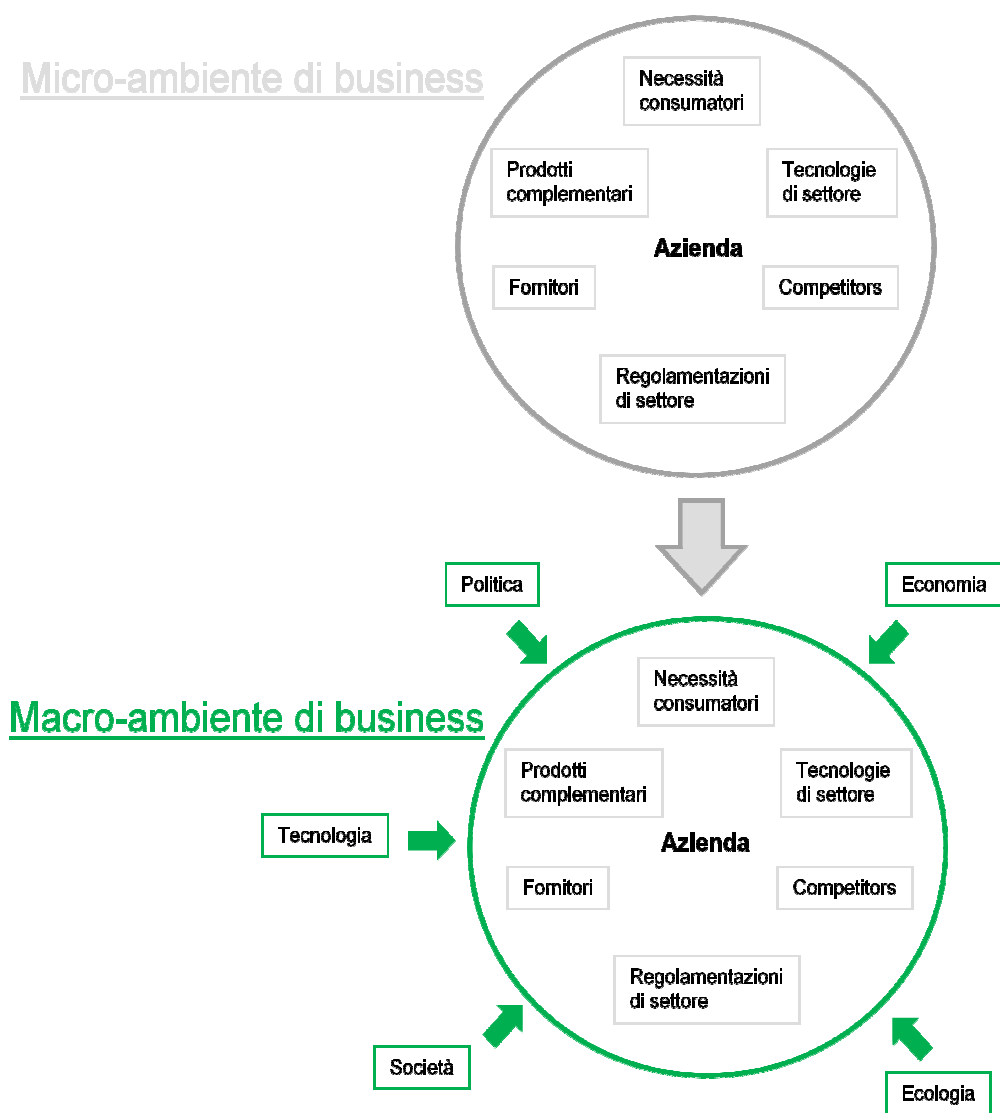 Micro-ambiente di business
Necessità
consumatori
Prodotti
complementari
Tecnologie
di settore
Azienda
Fornitori
Competitors
Regolamentazioni
di settore
Politica
Economia
Macro-ambiente di business
Necessità
consumatori
Prodotti
complementari
Tecnologie
di settore
Tecnologia
Azienda
Fornitori
Competitors
Regolamentazioni
di settore
Società
Ecologia